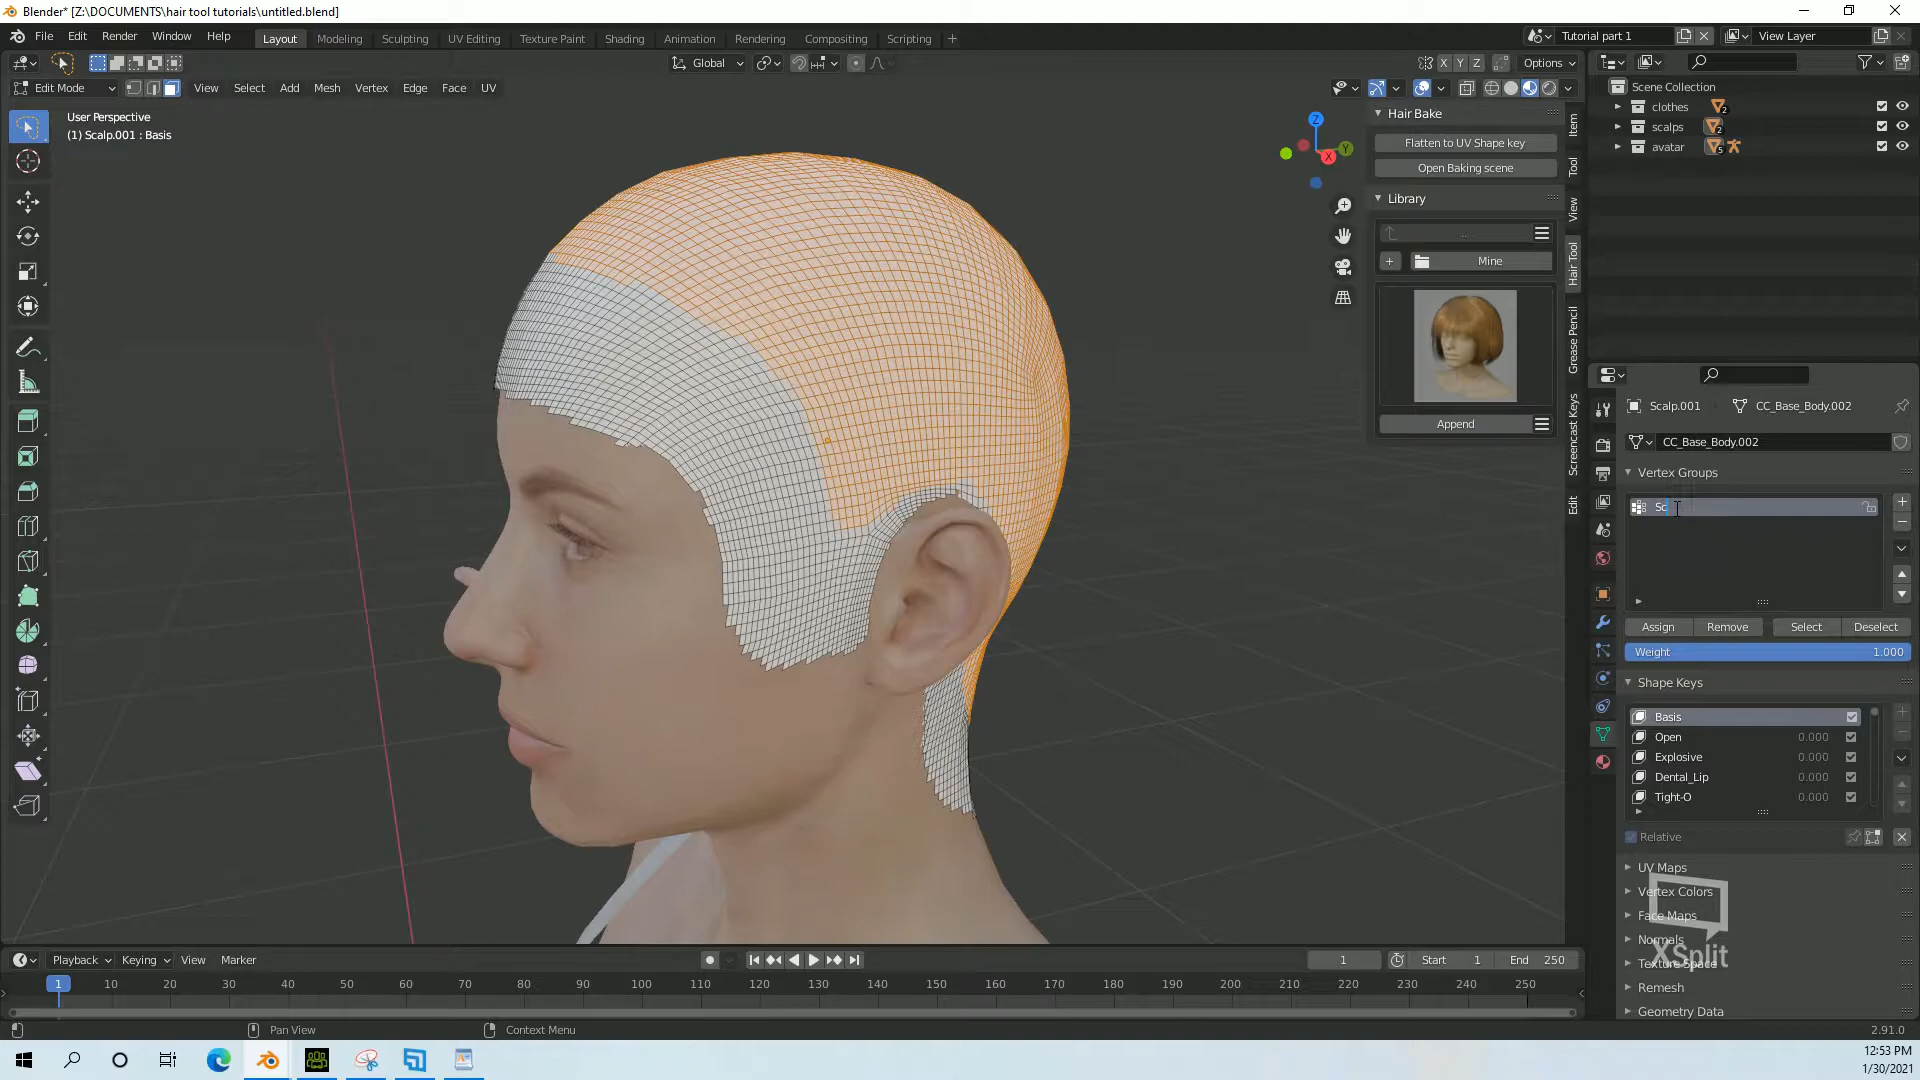 Blender* [Z:\DOCUMENTS\hair tool tutorials\untitled.blend]
File Edit Render Window Help
Layout Modeling Sculpting UV Editing Texture Paint Shading Animation Rendering Compositing Scripting
Tutorial part 1
View Layer
Global
X Y Z
Options
Edit Mode
View Select Add Mesh Vertex Edge Face UV
User Perspective
(1) Scalp.001 : Basis
Z
Y
X
Hair Bake
Flatten to UV Shape key
Open Baking scene
Library
...
Mine
Append
Item
Tool
View
Hair Tool
Grease Pencil
Screencast Keys
Edit
Scene Collection
clothes 2
scalps 2
avatar 5
Scalp.001
CC_Base_Body.002
CC_Base_Body.002
Vertex Groups
Sc
Assign Remove Select Deselect
Weight 1.000
Shape Keys
Basis
Open 0.000
Explosive 0.000
Dental_Lip 0.000
Tight-O 0.000
Relative
UV Maps
Vertex Colors
Face Maps
Normals
Texture Space
Remesh
Geometry Data
XSplit
Playback Keying View Marker
1
Start 1
End 250
1 10 20 30 40 50 60 70 80 90 100 110 120 130 140 150 160 170 180 190 200 210 220 230 240 250
Pan View
Context Menu
2.91.0
12:53 PM
1/30/2021